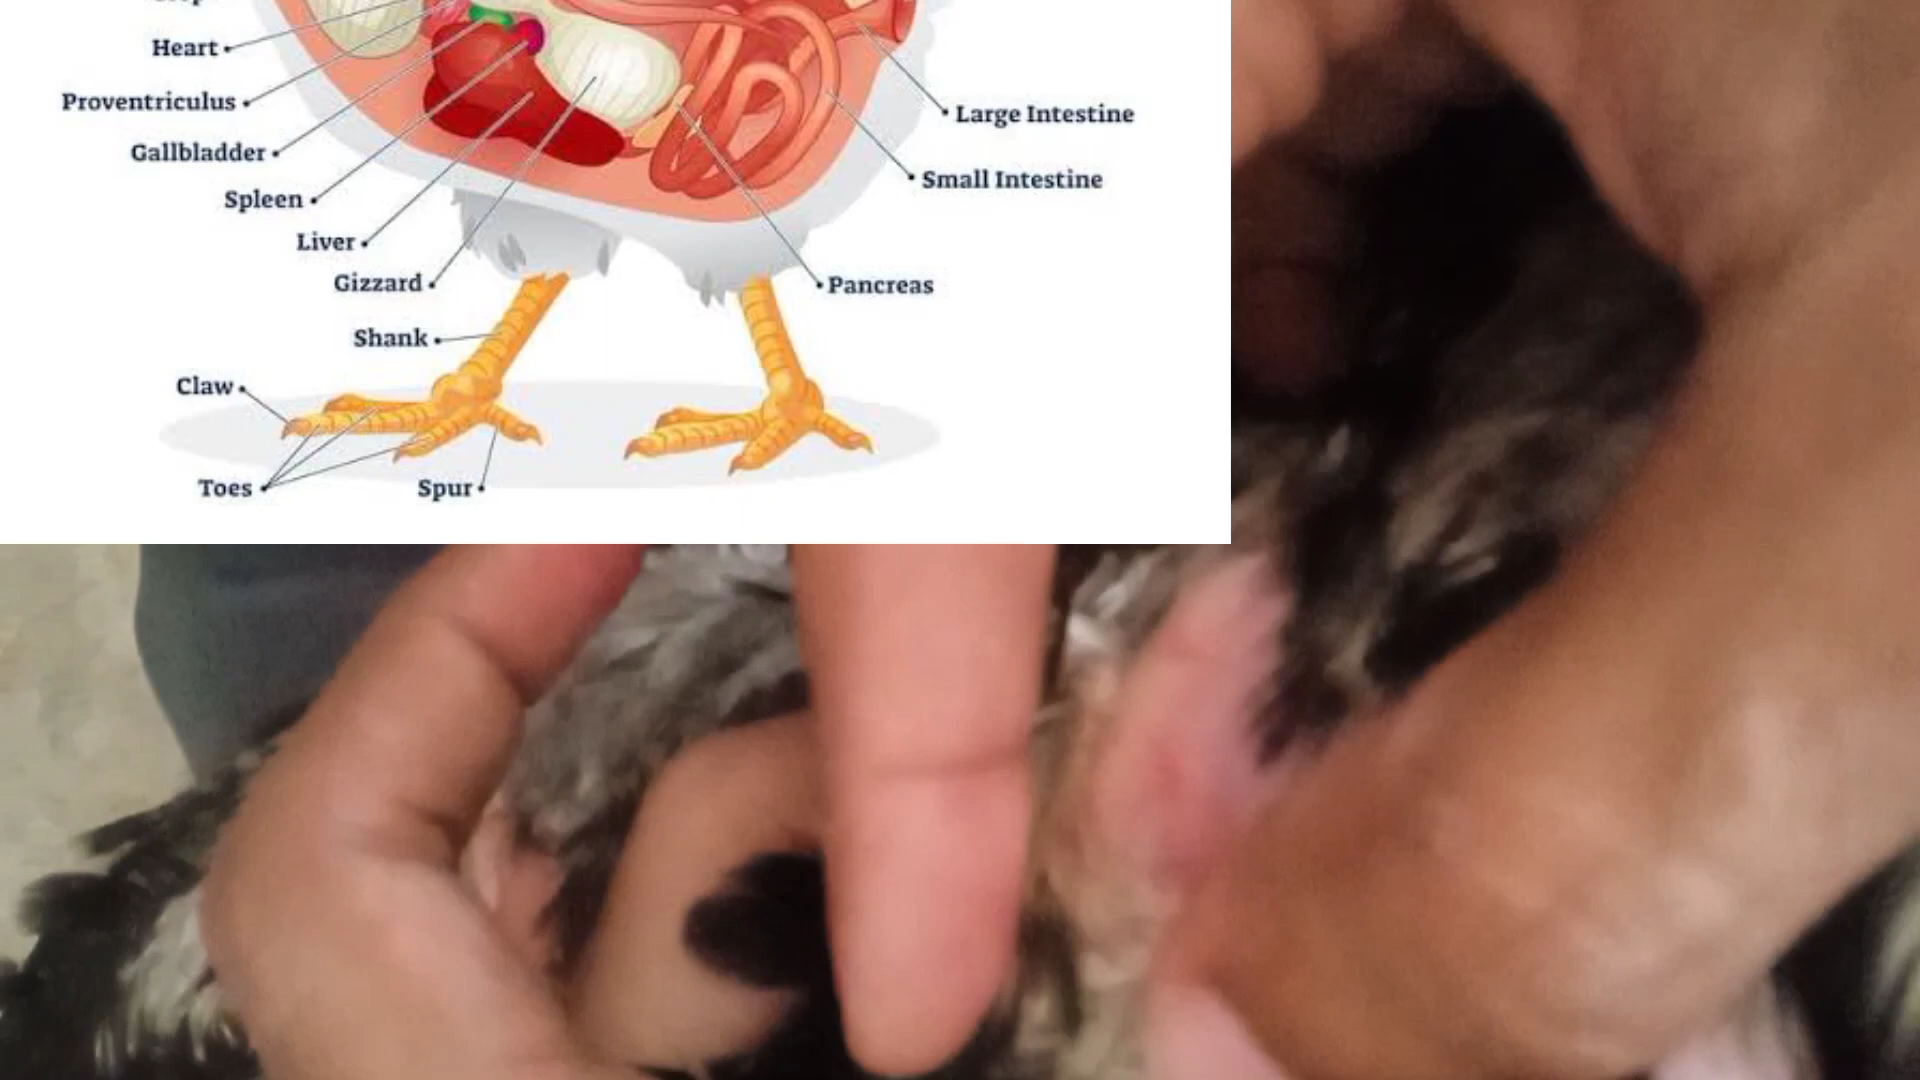 Heart
Proventriculus
Gallbladder
Spleen
Liver
Gizzard
Shank
Claw
Toes
Spur
Large Intestine
Small Intestine
Pancreas